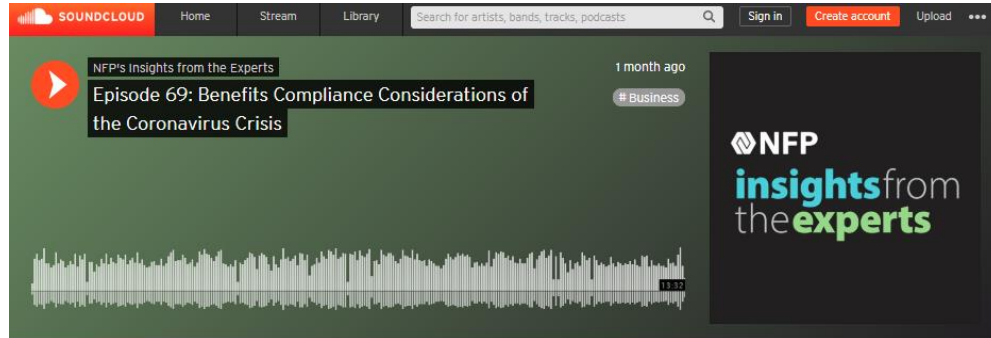 SOUNDCLOUD Home Stream Library Search for artists, bands, tracks, podcasts Sign in Create account Upload
NFP's Insights from the Experts
1 month ago
Episode 69: Benefits Compliance Considerations of
the Coronavirus Crisis
# Business
13:32
NFP
insights from
the experts